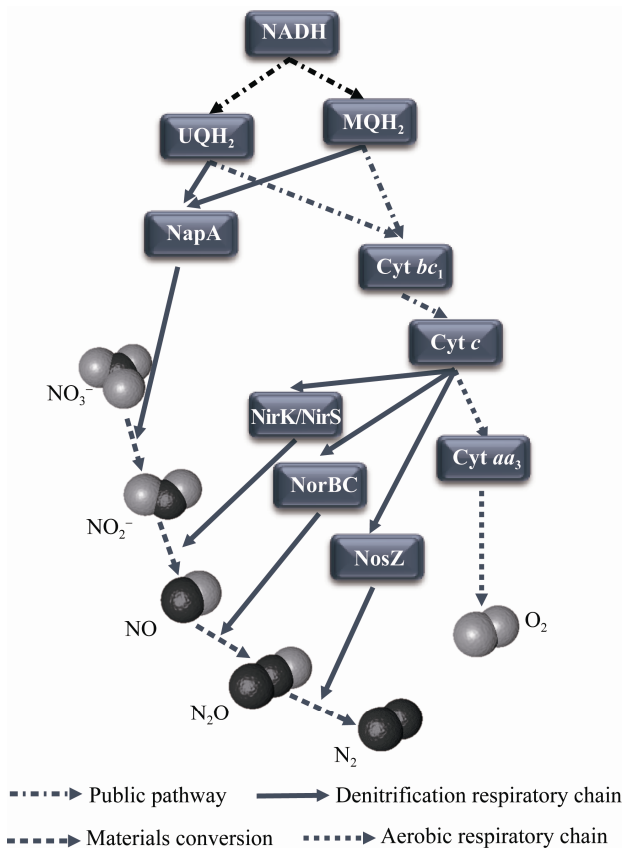 NADH
UQH₂
MQH₂
NapA
Cyt bc₁
Cyt c
NO₃⁻
NirK/NirS
Cyt aa₃
NorBC
NO₂⁻
NosZ
NO
O₂
N₂O
N₂
Public pathway
Denitrification respiratory chain
Materials conversion
Aerobic respiratory chain